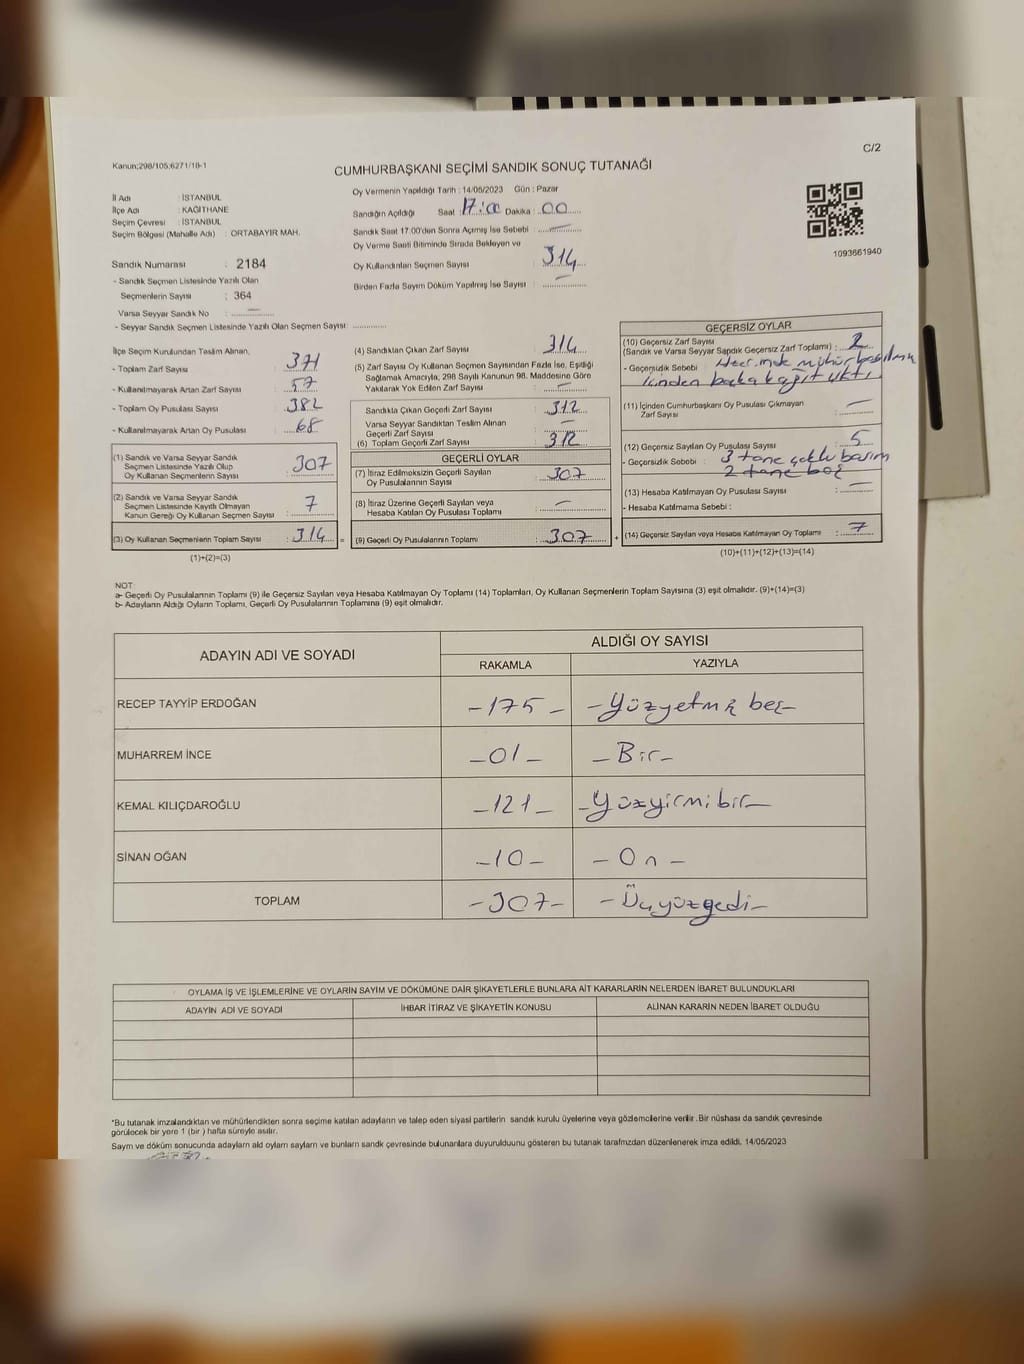 Kanun:298/105;6271/18-1
C/2
CUMHURBAŞKANI SEÇİMİ SANDIK SONUÇ TUTANAĞI
İl Adı : İSTANBUL
İlçe Adı : KAĞITHANE
Seçim Çevresi : İSTANBUL
Seçim Bölgesi (Mahalle Adı) : ORTABAYIR MAH.
Sandık Numarası : 2184
- Sandık Seçmen Listesinde Yazılı Olan
Seçmenlerin Sayısı : 364
Varsa Seyyar Sandık No : —
- Seyyar Sandık Seçmen Listesinde Yazılı Olan Seçmen Sayısı: ............
Oy Vermenin Yapıldığı Tarih : 14/05/2023 Gün : Pazar
Sandığın Açıldığı Saat : 17:00 Dakika : 00
Sandık Saat 17.00'den Sonra Açılmış İse Sebebi : —
Oy Verme Saati Bitiminde Sırada Bekleyen ve
Oy Kullandırılan Seçmen Sayısı : 314
Birden Fazla Sayım Döküm Yapılmış İse Sayısı : —
1093661940
İlçe Seçim Kurulundan Teslim Alınan,
- Toplam Zarf Sayısı : 371
- Kullanılmayarak Artan Zarf Sayısı : 57
- Toplam Oy Pusulası Sayısı : 382
- Kullanılmayarak Artan Oy Pusulası : 68
(1) Sandık ve Varsa Seyyar Sandık
Seçmen Listesinde Yazılı Olup
Oy Kullanan Seçmenlerin Sayısı : 307
(2) Sandık ve Varsa Seyyar Sandık
Seçmen Listesinde Kayıtlı Olmayan
Kanun Gereği Oy Kullanan Seçmen Sayısı : 7
(3) Oy Kullanan Seçmenlerin Toplam Sayısı : 314 =
(1)+(2)=(3)
(4) Sandıktan Çıkan Zarf Sayısı : 314
(5) Zarf Sayısı Oy Kullanan Seçmen Sayısından Fazla İse, Eşitliği
Sağlamak Amacıyla, 298 Sayılı Kanunun 98. Maddesine Göre
Yakılarak Yok Edilen Zarf Sayısı : —
Sandıkta Çıkan Geçerli Zarf Sayısı : 312
Varsa Seyyar Sandıktan Teslim Alınan
Geçerli Zarf Sayısı : —
(6) Toplam Geçerli Zarf Sayısı : 312
GEÇERLİ OYLAR
(7) İtiraz Edilmeksizin Geçerli Sayılan
Oy Pusulalarının Sayısı : 307
(8) İtiraz Üzerine Geçerli Sayılan veya
Hesaba Katılan Oy Pusulası Toplamı : —
(9) Geçerli Oy Pusulalarının Toplamı : 307 +
GEÇERSİZ OYLAR
(10) Geçersiz Zarf Sayısı
(Sandık ve Varsa Seyyar Sandık Geçersiz Zarf Toplamı) : 2
- Geçersizlik Sebebi : mühür basılmış
İçinden başka kağıt çıktı
(11) İçinden Cumhurbaşkanı Oy Pusulası Çıkmayan
Zarf Sayısı : —
(12) Geçersiz Sayılan Oy Pusulası Sayısı : 5
- Geçersizlik Sebebi : 3 tane çoklu basım
2 tane boş
(13) Hesaba Katılmayan Oy Pusulası Sayısı : —
- Hesaba Katılmama Sebebi :
(14) Geçersiz Sayılan veya Hesaba Katılmayan Oy Toplamı : 7
(10)+(11)+(12)+(13)=(14)
NOT
a- Geçerli Oy Pusulalarının Toplamı (9) ile Geçersiz Sayılan veya Hesaba Katılmayan Oy Toplamı (14) Toplamları, Oy Kullanan Seçmenlerin Toplam Sayısına (3) eşit olmalıdır. (9)+(14)=(3)
b- Adayların Aldığı Oyların Toplamı, Geçerli Oy Pusulalarının Toplamına (9) eşit olmalıdır.
ADAYIN ADI VE SOYADI ALDIĞI OY SAYISI
RAKAMLA YAZIYLA
RECEP TAYYİP ERDOĞAN -175- -Yüzyetmiş beş-
MUHARREM İNCE -01- -Bir-
KEMAL KILIÇDAROĞLU -121- -Yüzyirmi bir-
SİNAN OĞAN -10- -On-
TOPLAM -307- -Üçyüzyedi-
OYLAMA İŞ VE İŞLEMLERİNE VE OYLARIN SAYIM VE DÖKÜMÜNE DAİR ŞİKAYETLERLE BUNLARA AİT KARARLARIN NELERDEN İBARET BULUNDUKLARI
ADAYIN ADI VE SOYADI İHBAR İTİRAZ VE ŞİKAYETİN KONUSU ALINAN KARARIN NEDEN İBARET OLDUĞU
*Bu tutanak imzalandıktan ve mühürlendikten sonra seçime katılan adayların ve talep eden siyasi partilerin sandık kurulu üyelerine veya gözlemcilerine verilir .Bir nüshası da sandık çevresinde
görülecek bir yere 1 (bir ) hafta süreyle asılır.
Saym ve döküm sonucunda adaylarn ald oylarn saylarn ve bunlarn sandk çevresinde bulunanlara duyurulduunu gösteren bu tutanak tarafmzdan düzenlenerek imza edildi. 14/05/2023